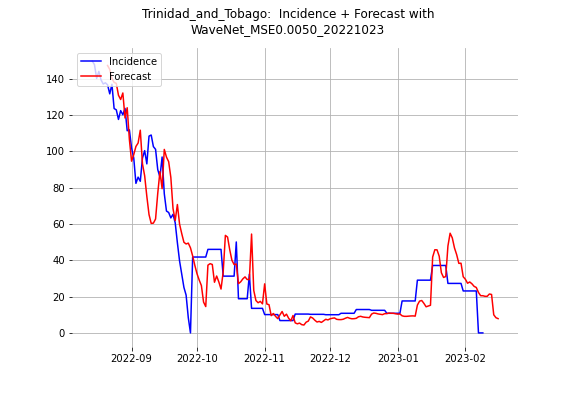 Trinidad_and_Tobago:  Incidence + Forecast with
WaveNet_MSE0.0050_20221023
Incidence
Forecast
140
120
100
80
60
40
20
0
2022-09 2022-10 2022-11 2022-12 2023-01 2023-02